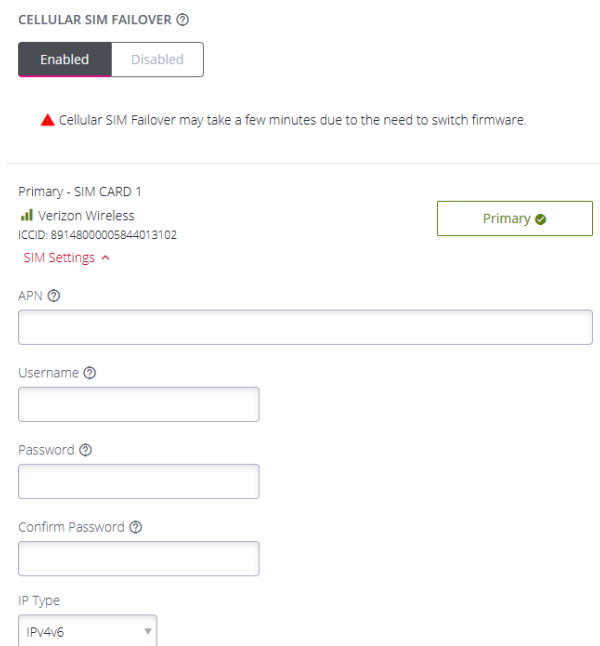 CELLULAR SIM FAILOVER
Enabled
Disabled
Cellular SIM Failover may take a few minutes due to the need to switch firmware.
Primary - SIM CARD 1
Verizon Wireless
Primary
ICCID: 89148000005844013102
SIM Settings
APN
Username
Password
Confirm Password
IP Type
IPv4v6